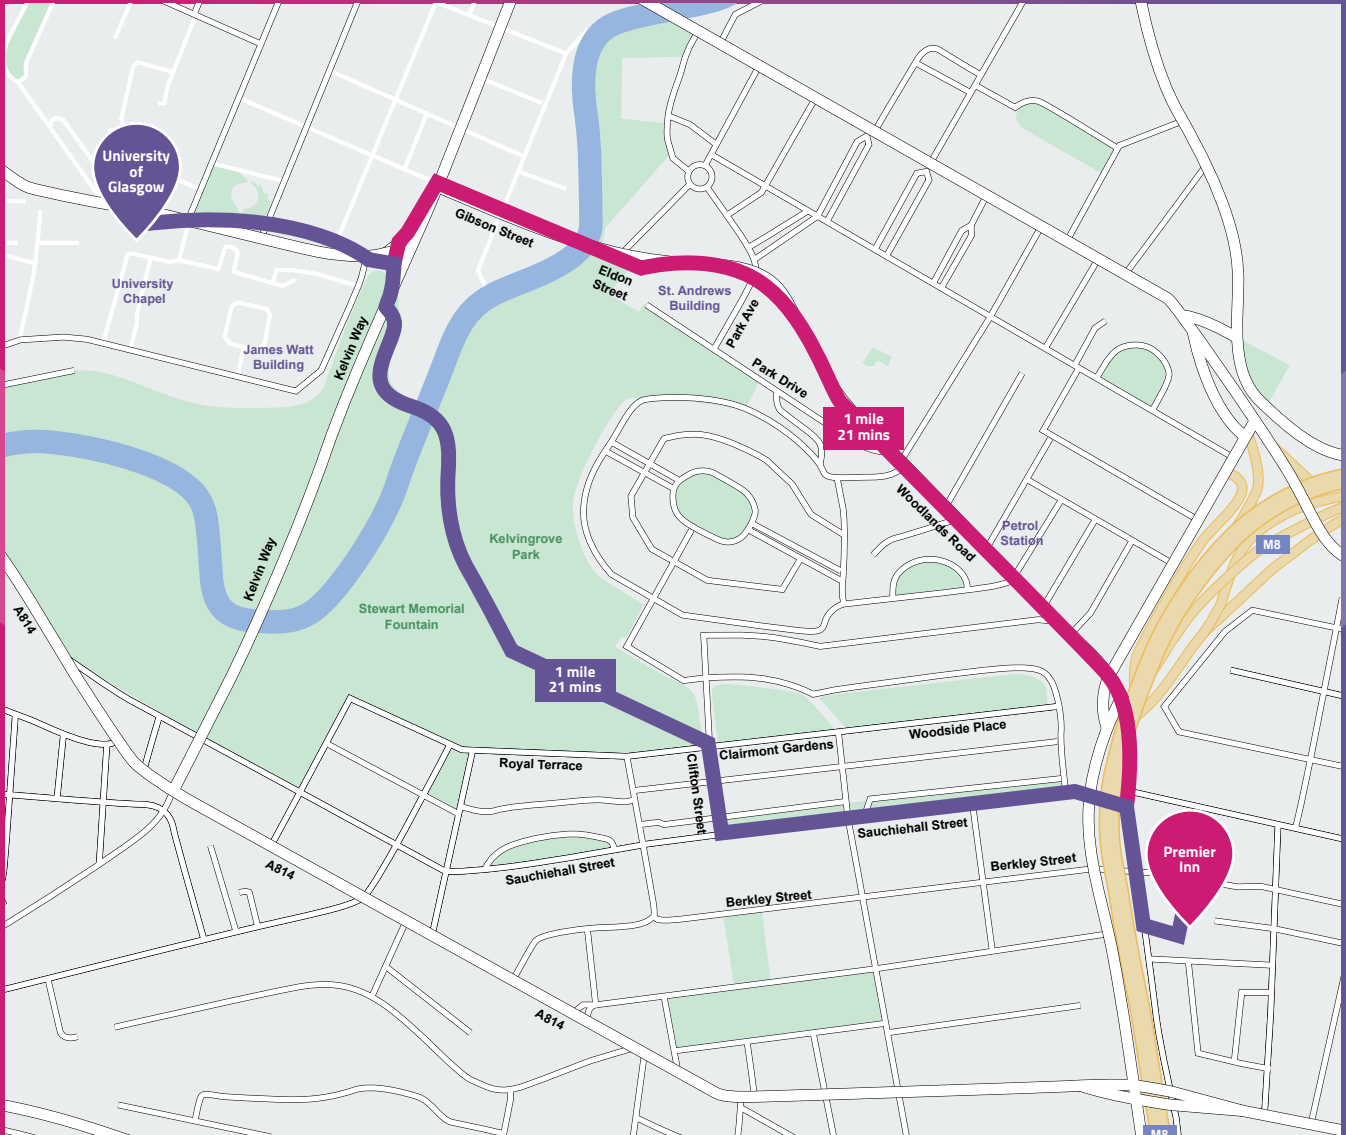 University
of
Glasgow
Gibson Street
Eldon
Street
University
Chapel
St. Andrews
Building
Park Ave
Kelvin Way
James Watt
Building
Park Drive
1 mile
21 mins
Woodlands Road
Petrol
Station
M8
Kelvingrove
Park
Kelvin Way
A814
Stewart Memorial
Fountain
1 mile
21 mins
Woodside Place
Clairmont Gardens
Royal Terrace
Clifton Street
Sauchiehall Street
Sauchiehall Street
Premier
Inn
Berkley Street
A814
Berkley Street
A814
M8